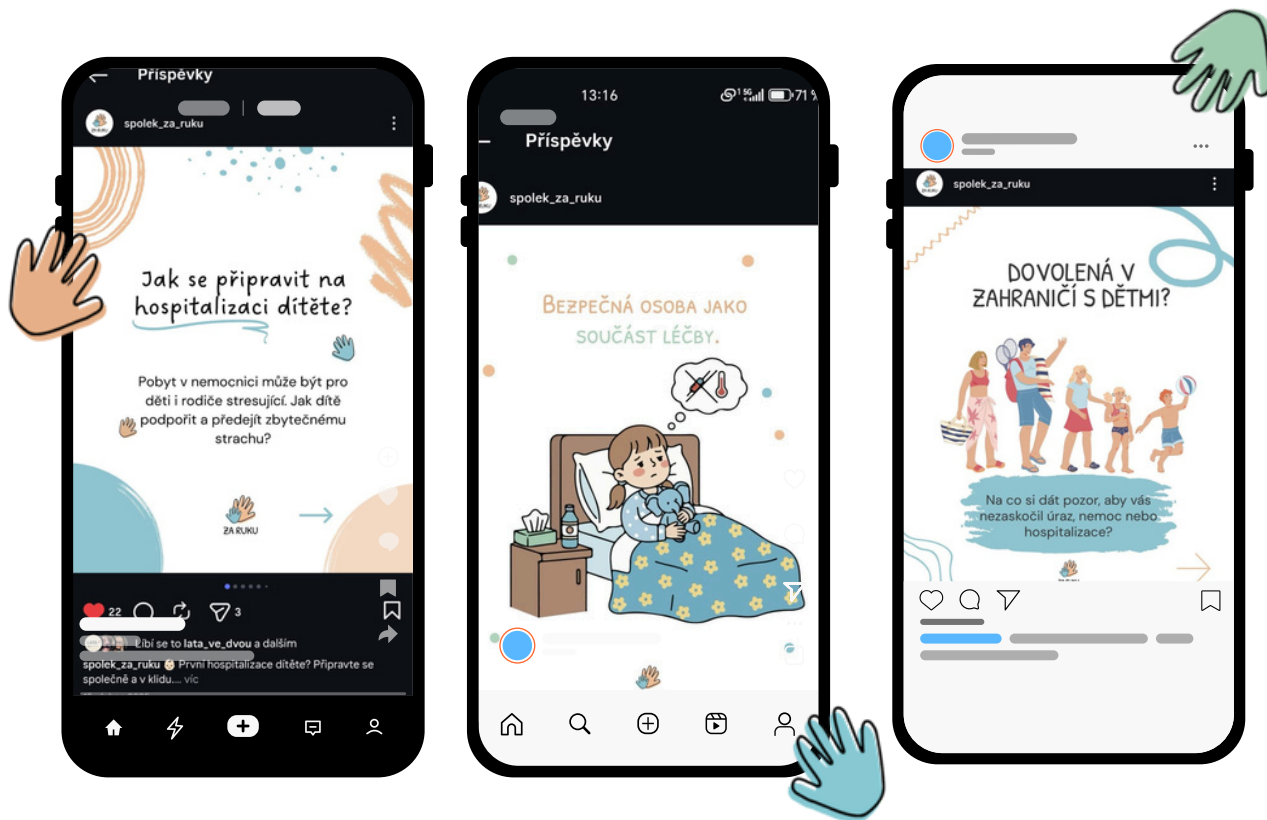 Příspěvky
spolek_za_ruku
Jak se připravit na
hospitalizaci dítěte?
Pobyt v nemocnici může být pro
děti i rodiče stresující. Jak dítě
podpořit a předejít zbytečnému
strachu?
ZA RUKU
22
3
Líbí se to lata_ve_dvou a dalším
spolek_za_ruku 👶 První hospitalizace dítěte? Připravte se
společně a v klidu... víc
13:16
5G
71 %
Příspěvky
spolek_za_ruku
BEZPEČNÁ OSOBA JAKO
SOUČÁST LÉČBY.
spolek_za_ruku
DOVOLENÁ V
ZAHRANIČÍ S DĚTMI?
Na co si dát pozor, aby vás
nezaskočil úraz, nemoc nebo
hospitalizace?